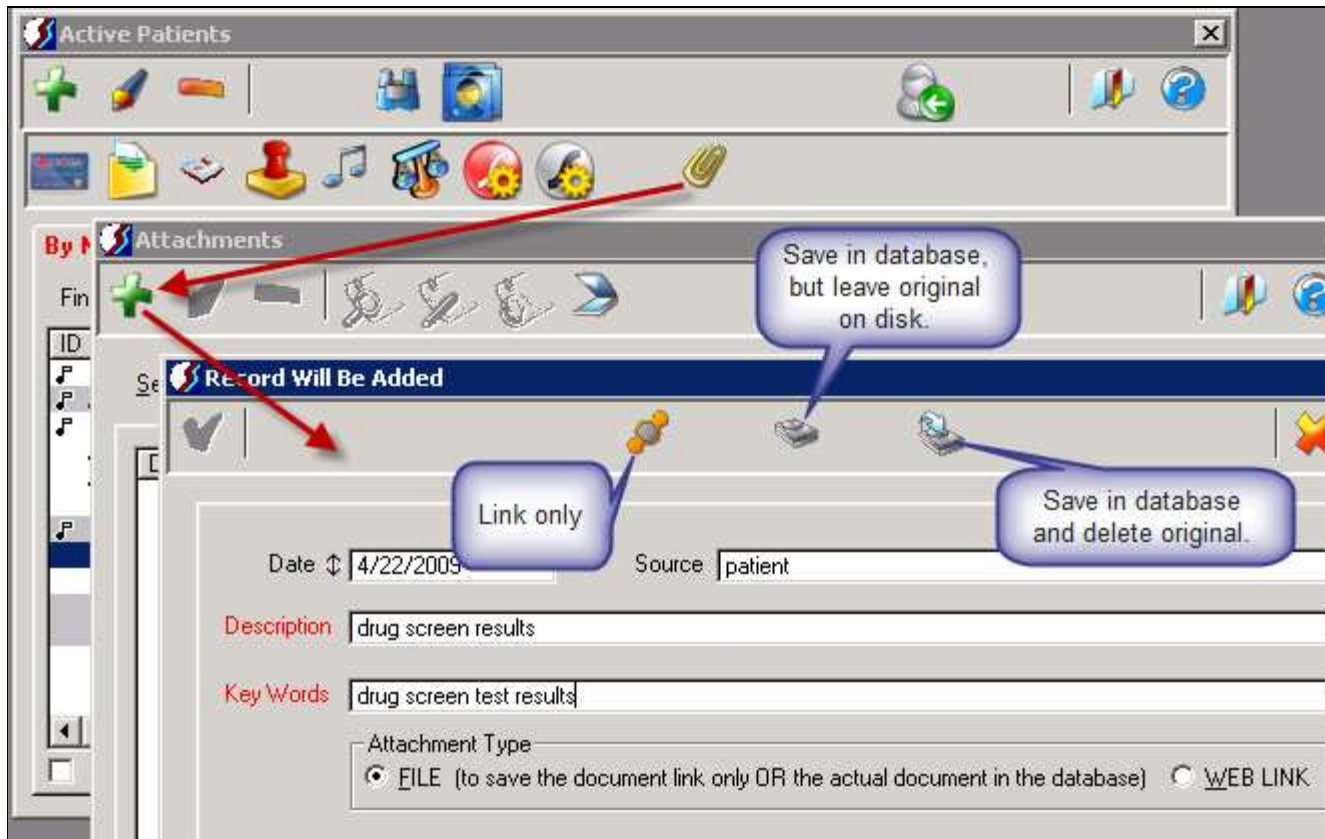 Active Patients
By
Attachments
Save in database,
but leave original
on disk.
Fin
ID
Se
Record Will Be Added
Link only
Save in database
and delete original.
Date 4/22/2009 Source patient
Description drug screen results
Key Words drug screen test results
Attachment Type
FILE (to save the document link only OR the actual document in the database) WEB LINK